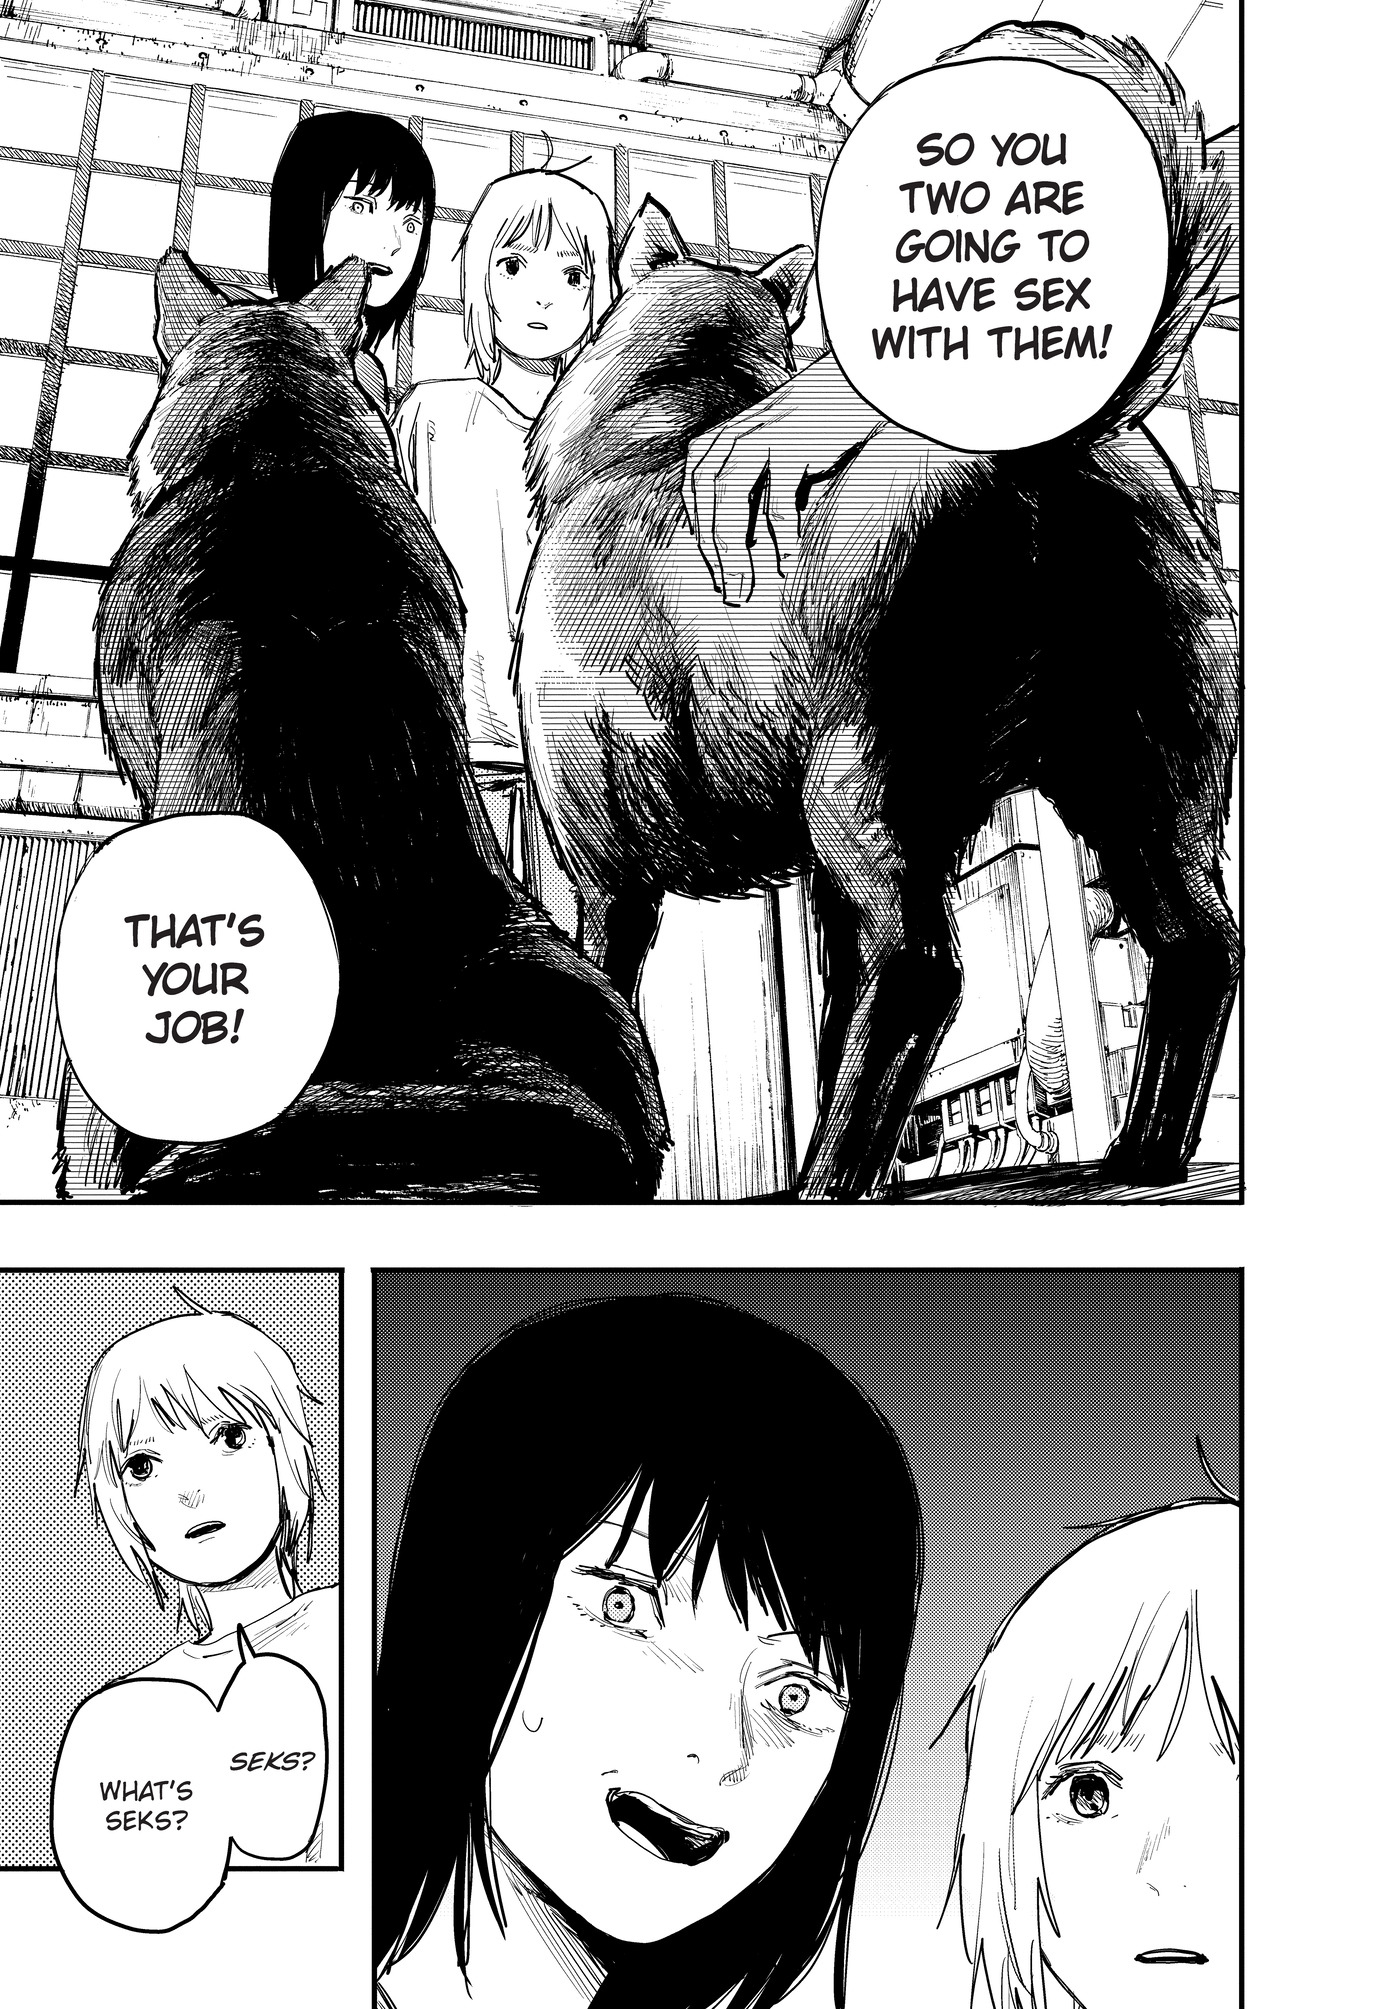 SO YOU
TWO ARE
GOING TO
HAVE SEX
WITH THEM!
THAT'S
YOUR
JOB!
SEKS?
WHAT'S
SEKS?